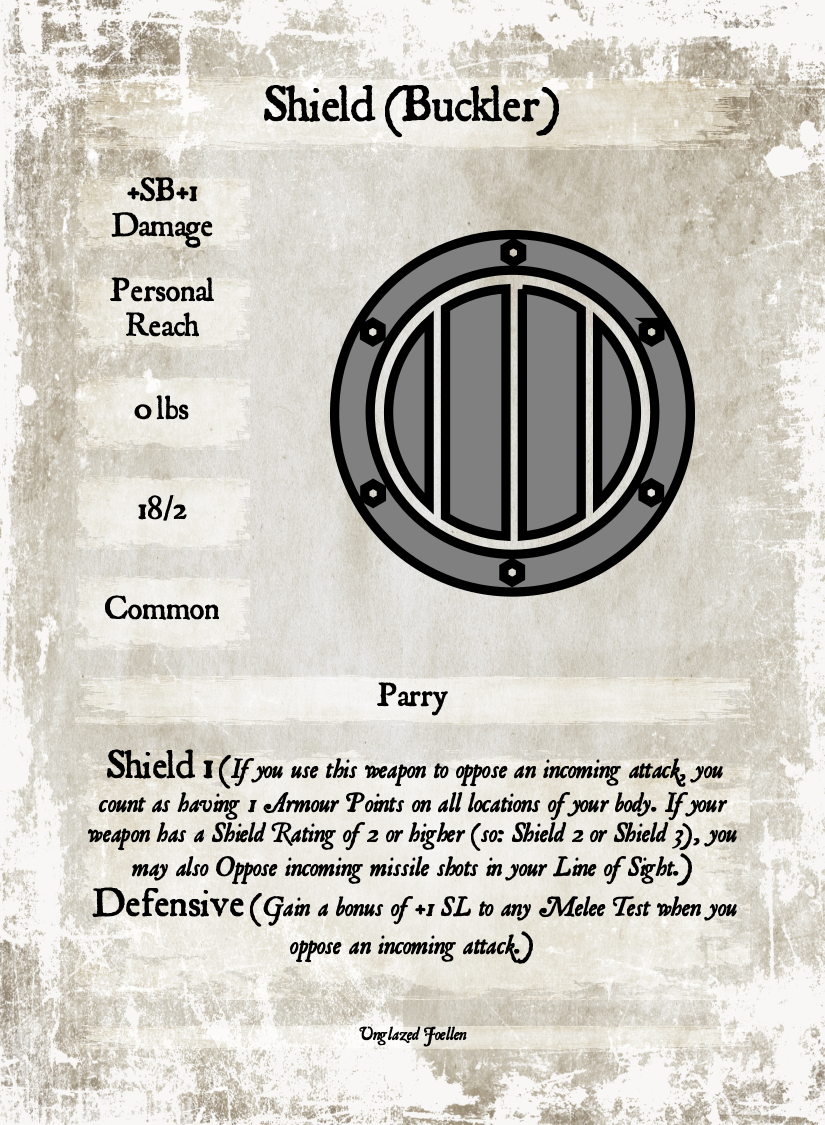 Shield (Buckler)
+SB+1
Damage
Personal
Reach
0 lbs
18/2
Common
Parry
Shield 1 (If you use this weapon to oppose an incoming attack, you
count as having 1 Armour Points on all locations of your body. If your
weapon has a Shield Rating of 2 or higher (so: Shield 2 or Shield 3), you
may also Oppose incoming missile shots in your Line of Sight.)
Defensive (Gain a bonus of +1 SL to any Melee Test when you
oppose an incoming attack.)
Unglazed Foellen